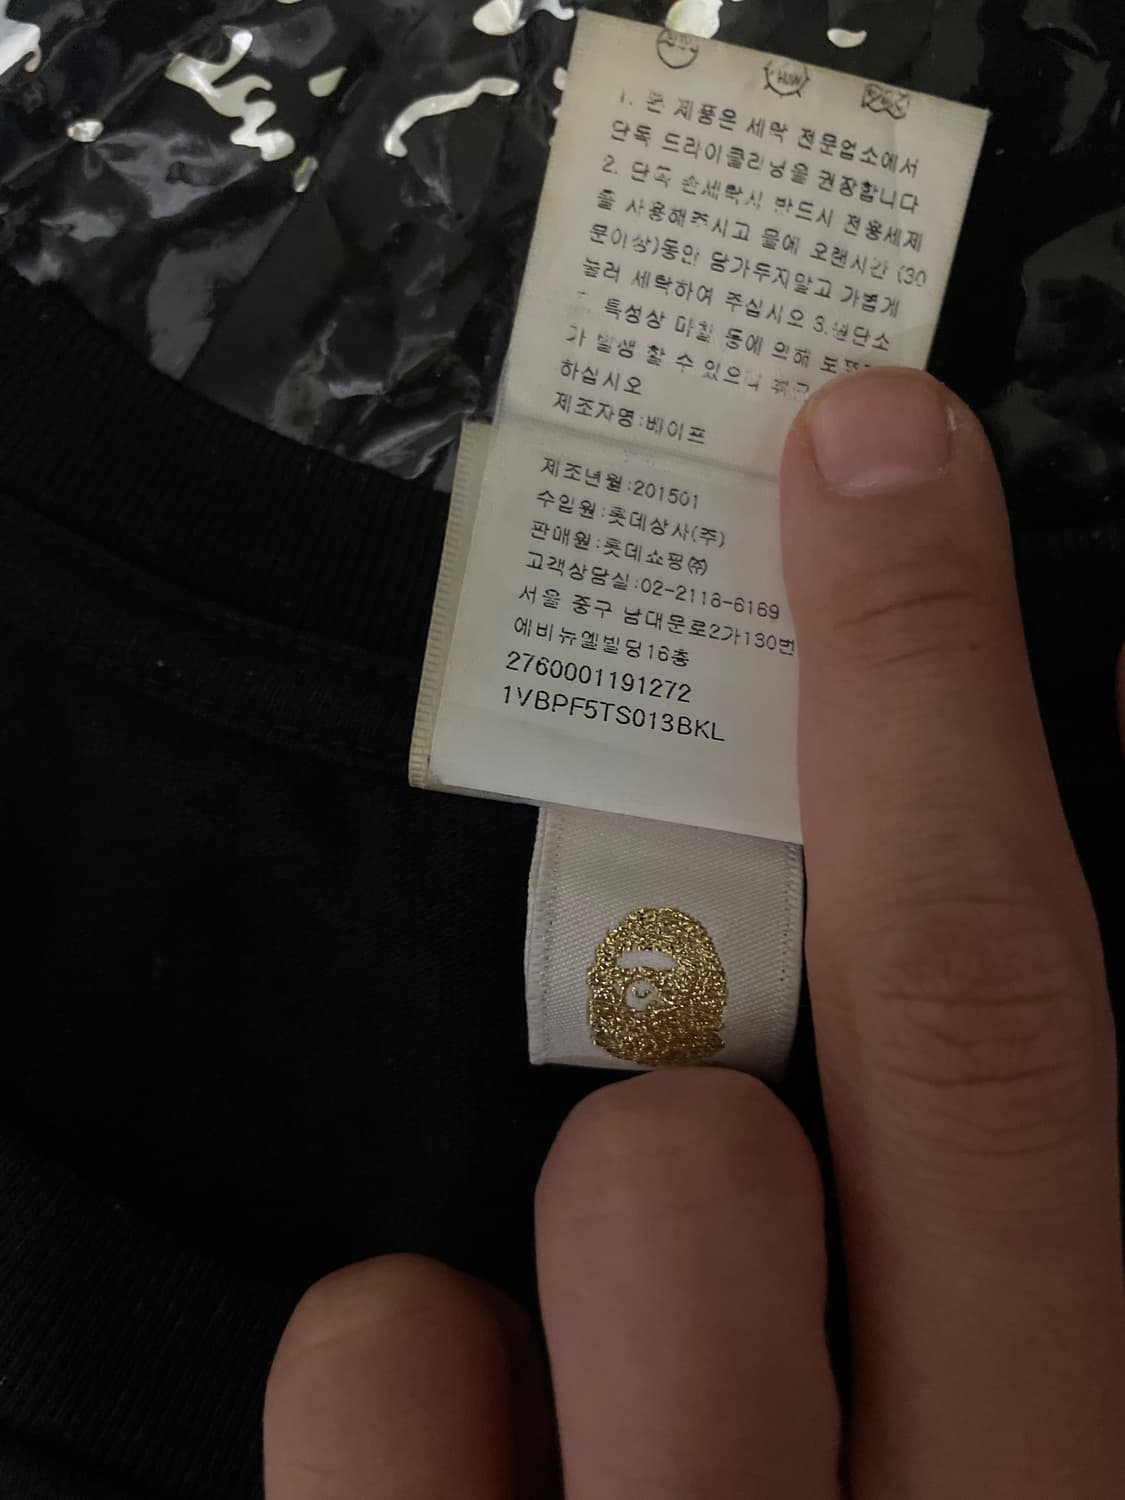 1. 본 제품은 세탁 전문업소에서
단독 드라이클리닝을 권장합니다
2. 단독 손세탁시 반드시 전용세제
를 사용해주시고 물에 오랜시간 (30
분이상)동안 담가두지말고 가볍게
눌러 세탁하여 주십시오 3.원단소
특성상 마찰 등에 의해
가 발생 할 수 있으니
하십시오
제조자명:베이프
제조년월:201501
수입원:롯데상사(주)
판매원:롯데쇼핑㈜
고객상담실:02-2118-6169
서울 중구 남대문로2가130번
에비뉴엘빌딩16층
2760001191272
1VBPF5TS013BKL